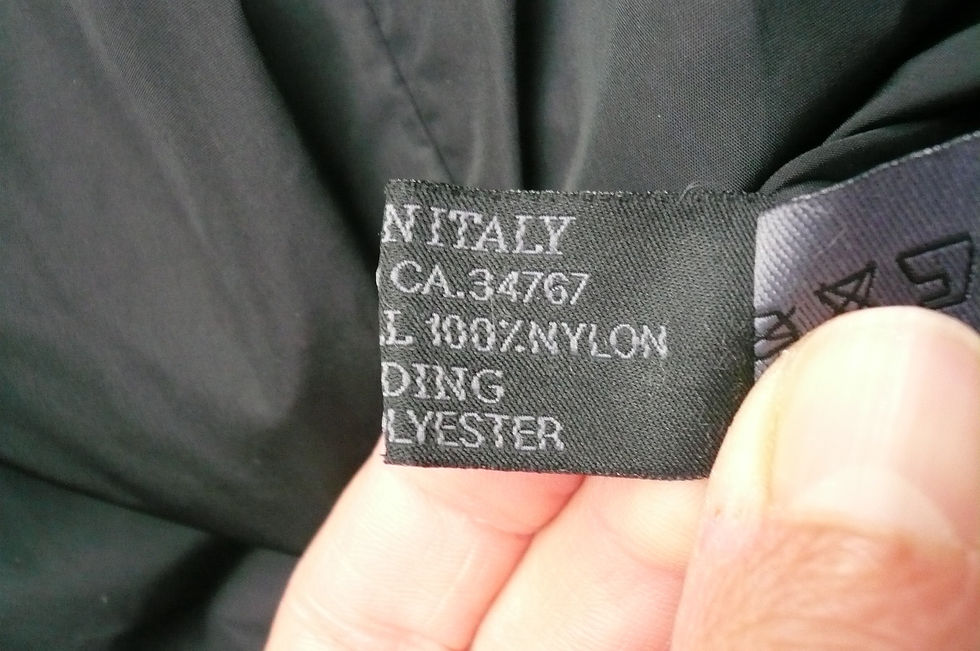 N ITALY
CA.34767
L 100% NYLON
DING
LYESTER